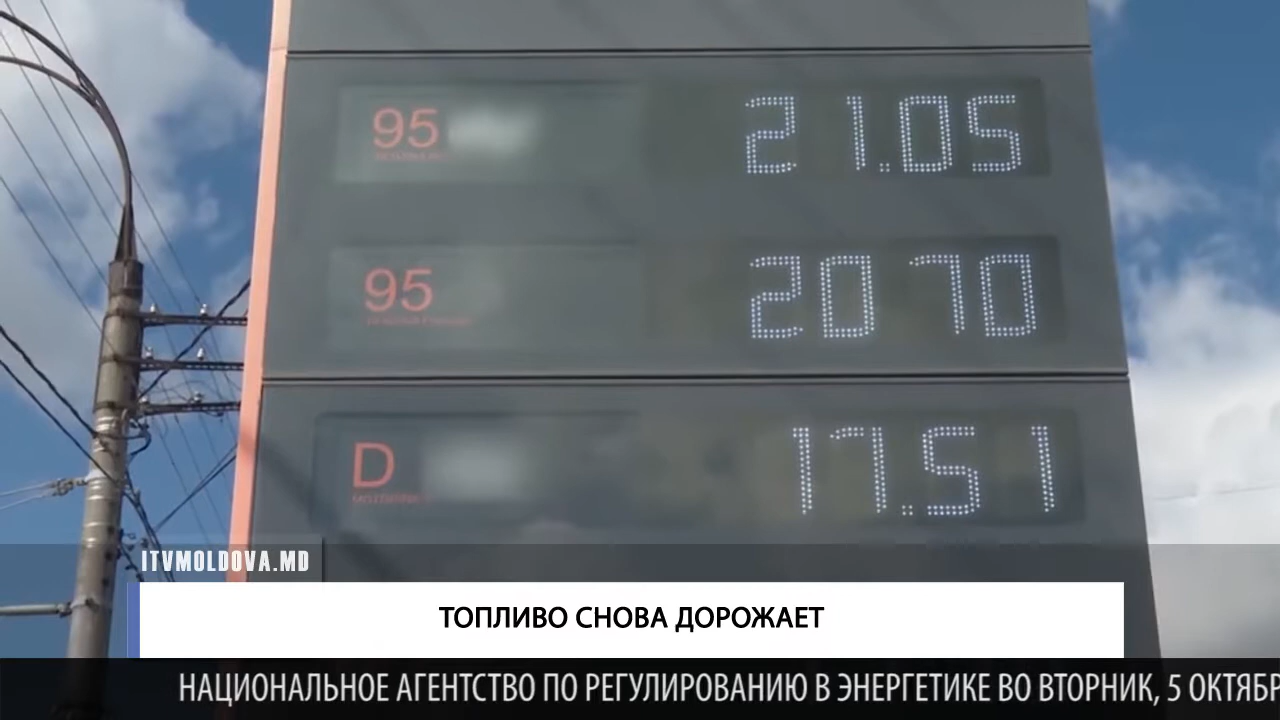 95 21.05
95 20 70
D 17.51
ITVMOLDOVA.MD
ТОПЛИВО СНОВА ДОРОЖАЕТ
НАЦИОНАЛЬНОЕ АГЕНТСТВО ПО РЕГУЛИРОВАНИЮ В ЭНЕРГЕТИКЕ ВО ВТОРНИК, 5 ОКТЯБР